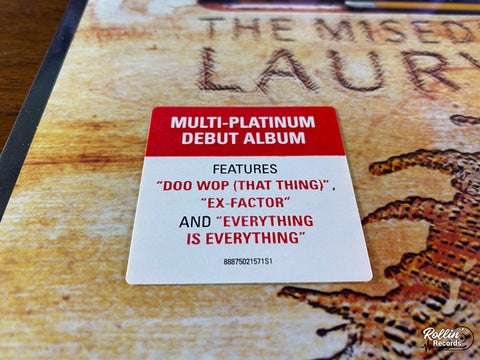 THE MISED
LAURY
MULTI-PLATINUM
DEBUT ALBUM
FEATURES
"DOO WOP (THAT THING)",
"EX-FACTOR"
AND "EVERYTHING
IS EVERYTHING"
88875021571S1
Rollin'
Records